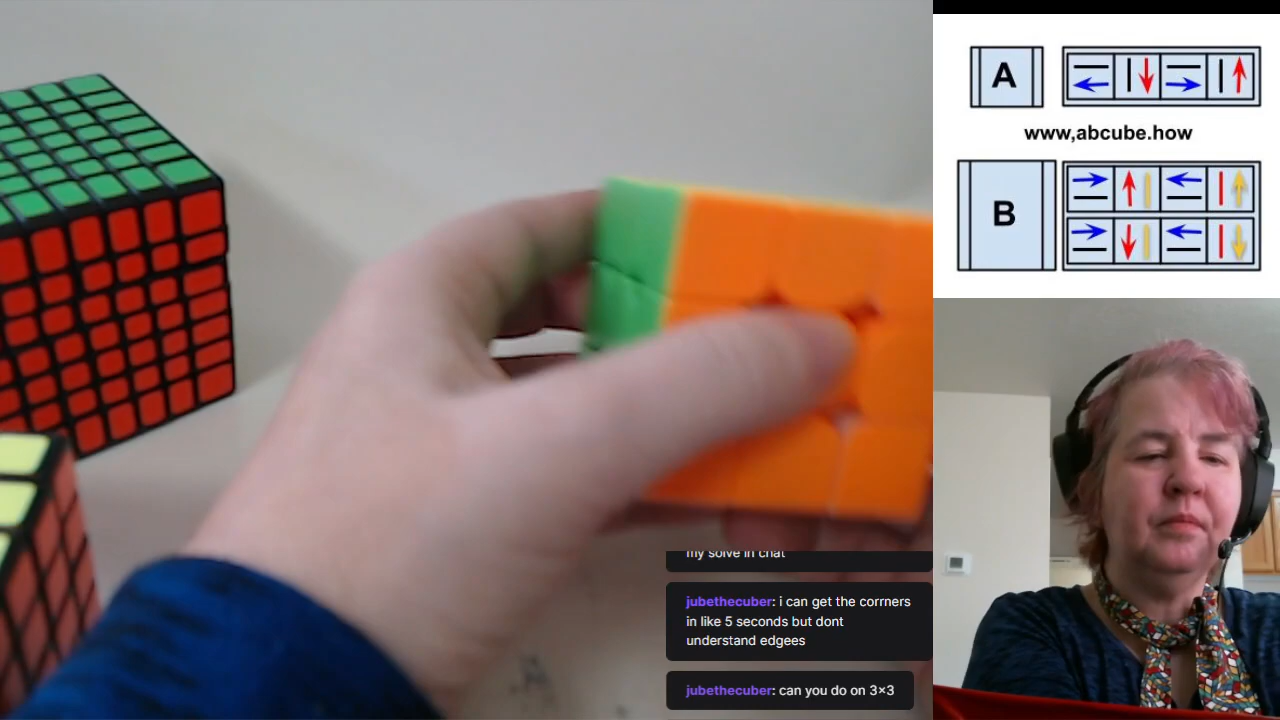 A
www,abcube.how
B
my solve in chat
jubethecuber: i can get the corrners
in like 5 seconds but dont
understand edgees
jubethecuber: can you do on 3×3